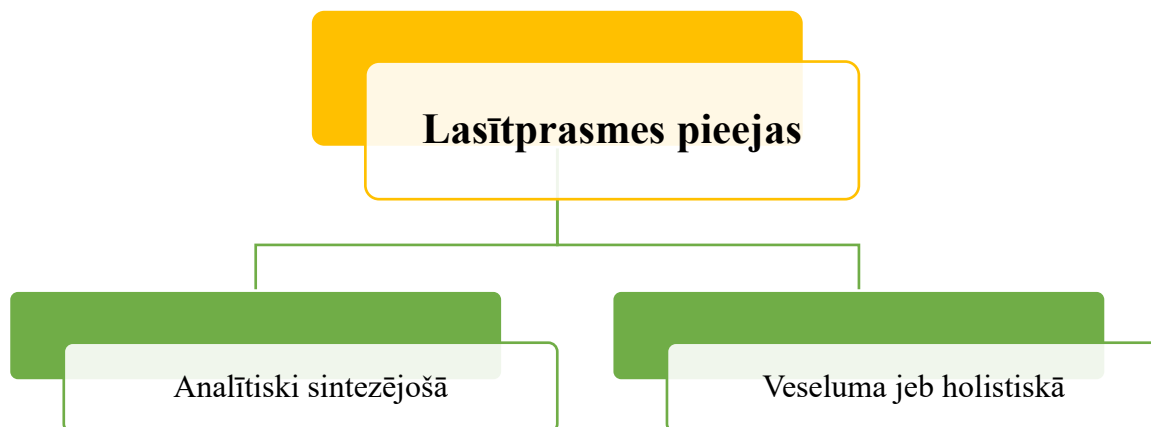 Lasītprasmes pieejas
Analītiski sintezējošā
Veseluma jeb holistiskā